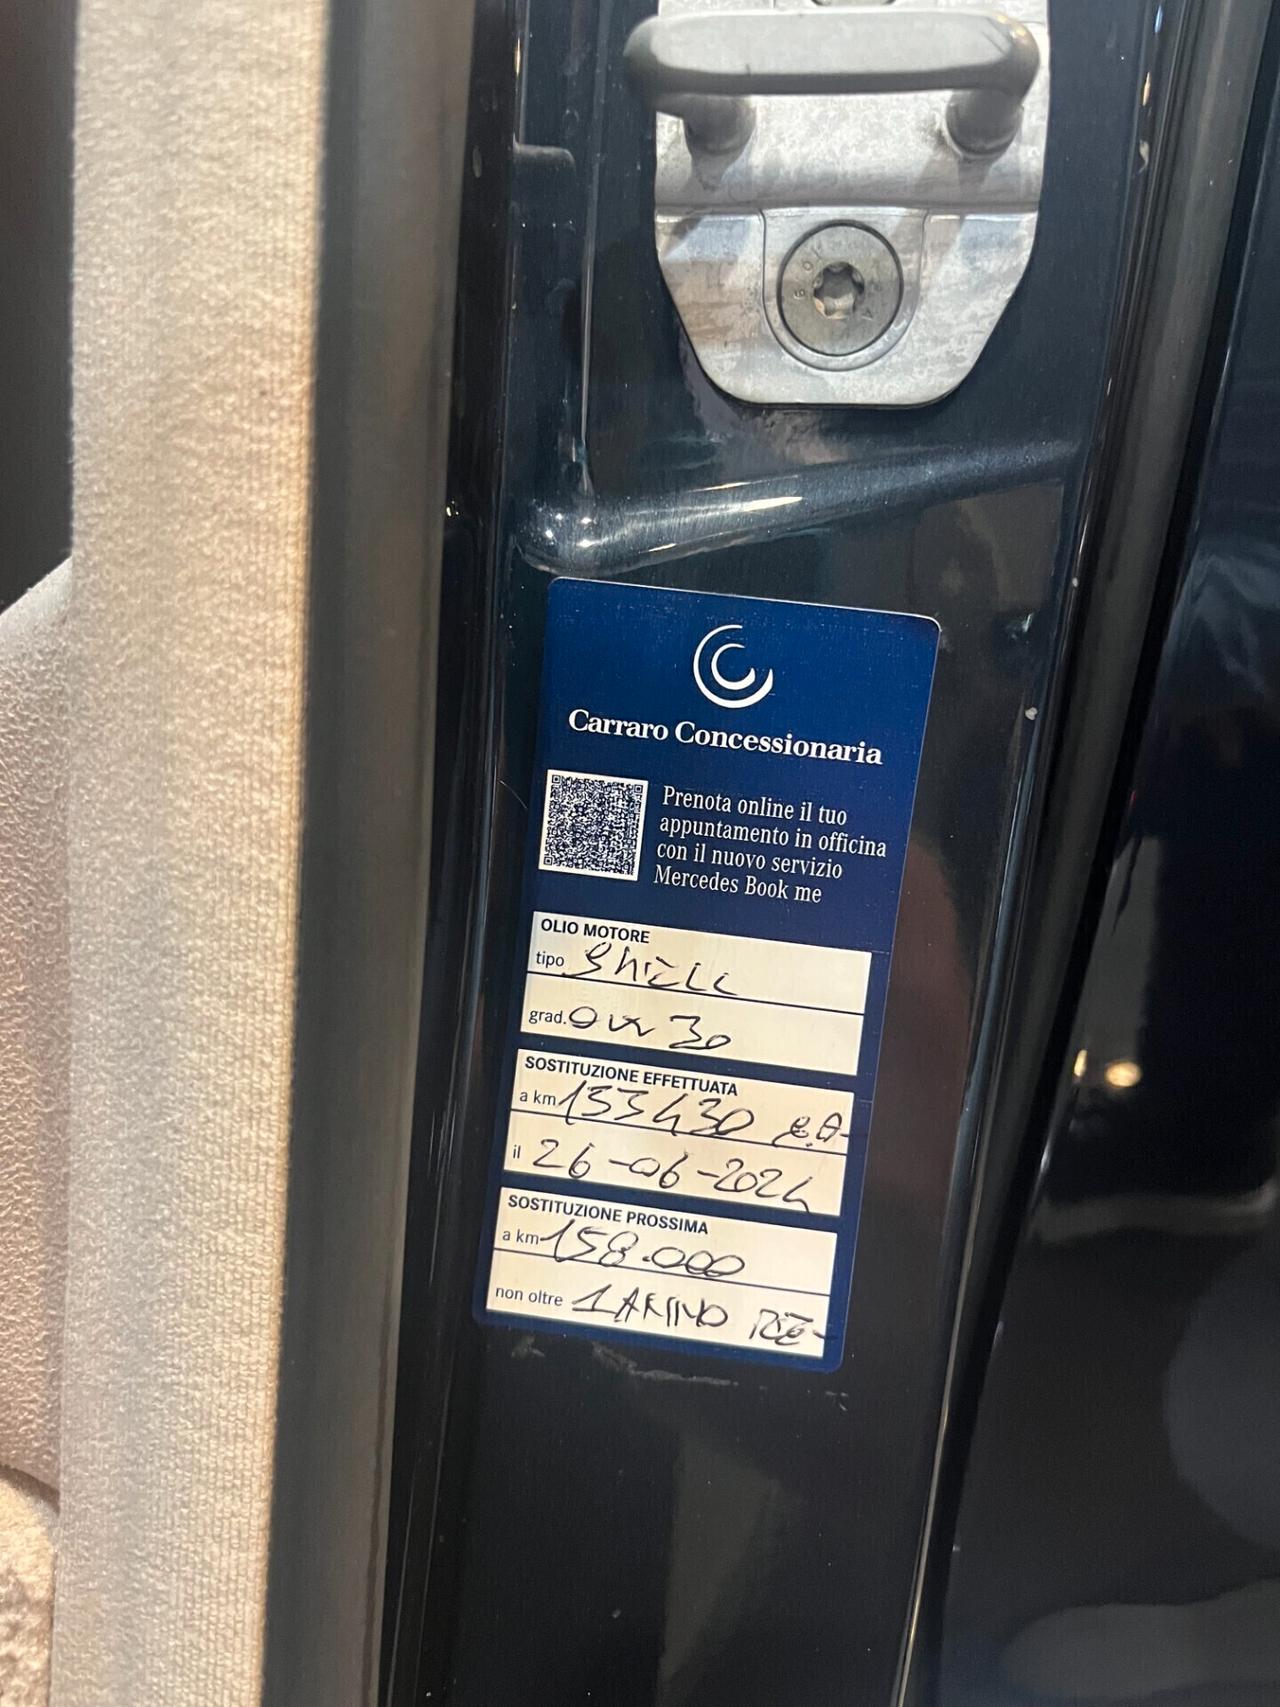 Carraro Concessionaria
Prenota online il tuo
appuntamento in officina
con il nuovo servizio
Mercedes Book me
OLIO MOTORE
tipo SHELL
grad. 0W30
SOSTITUZIONE EFFETTUATA
a km 133430
il 26-06-2024
SOSTITUZIONE PROSSIMA
a km 158.000
non oltre 1 ANNO